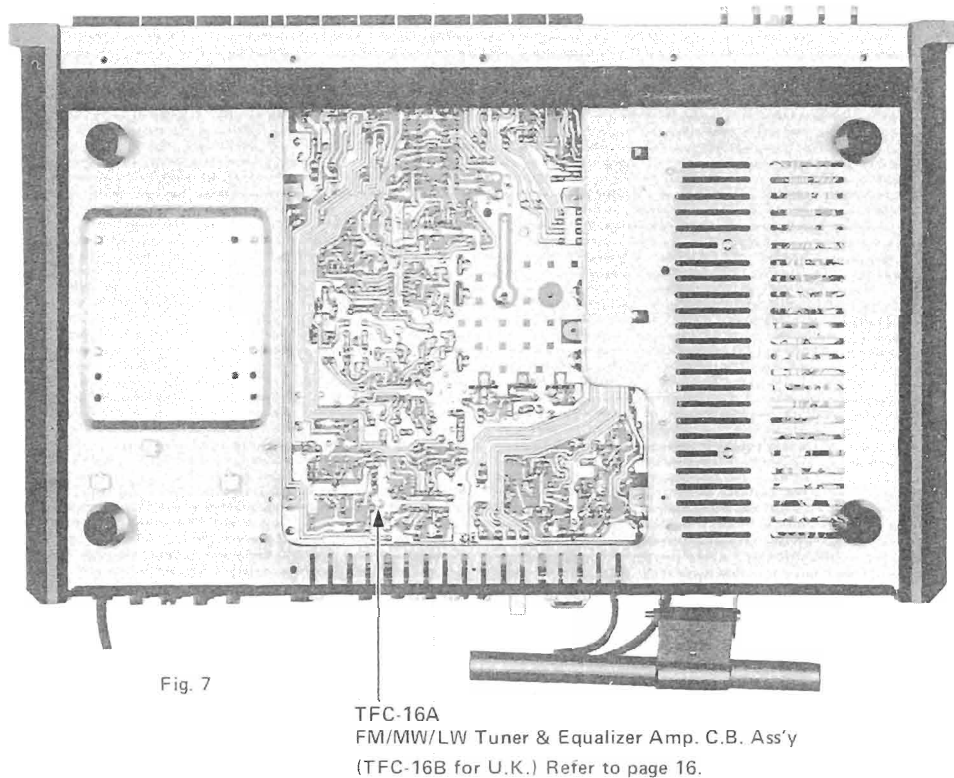 Fig. 7
TFC-16A
FM/MW/LW Tuner & Equalizer Amp. C.B. Ass'y
(TFC-16B for U.K.) Refer to page 16.